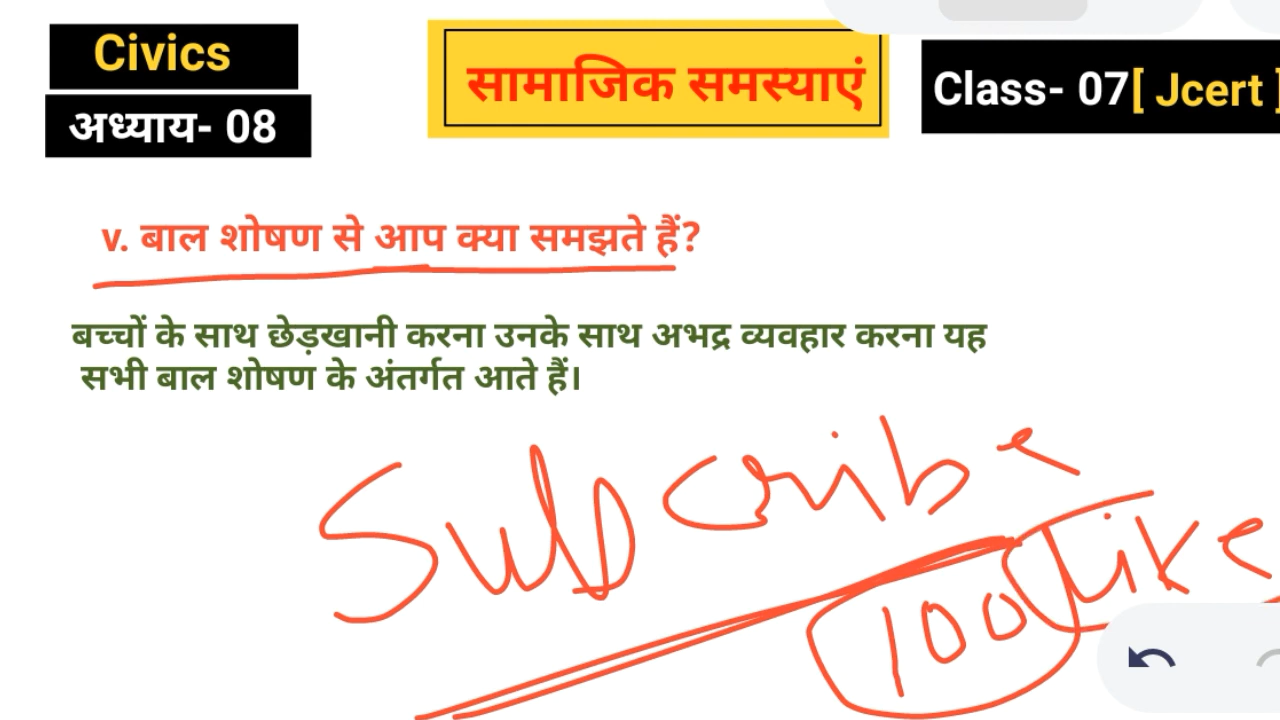 Civics
अध्याय- 08
सामाजिक समस्याएं
Class- 07[ Jcert ]
v. बाल शोषण से आप क्या समझते हैं?
बच्चों के साथ छेड़खानी करना उनके साथ अभद्र व्यवहार करना यह
सभी बाल शोषण के अंतर्गत आते हैं।
Subscribe
100 Like